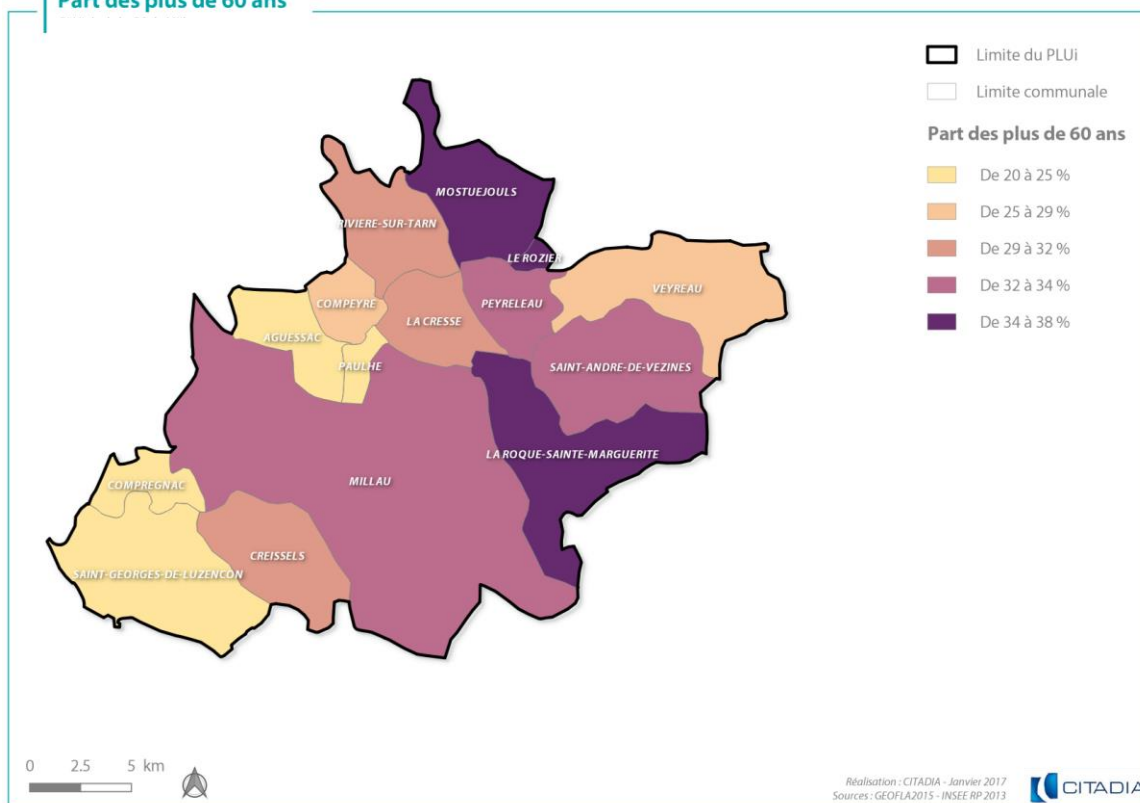 Part des plus de 60 ans
Limite du PLUi
Limite communale
Part des plus de 60 ans
De 20 à 25 %
De 25 à 29 %
De 29 à 32 %
De 32 à 34 %
De 34 à 38 %
MOSTUEJOULS
RIVIERE-SUR-TARN
LE ROZIER
VEYREAU
COMPEYRE
PEYRELEAU
LA CRESSE
AGUESSAC
PAULHE
SAINT-ANDRE-DE-VEZINES
LA ROQUE-SAINTE-MARGUERITE
MILLAU
COMPREGNAC
CREISSELS
SAINT-GEORGES-DE-LUZENCON
0 2.5 5 km
Réalisation : CITADIA - Janvier 2017
Sources : GEOFLA2015 - INSEE RP 2013
CITADIA